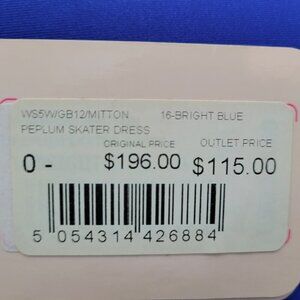 WS5W/GB12/MITTON 16-BRIGHT BLUE
PEPLUM SKATER DRESS
ORIGINAL PRICE OUTLET PRICE
0 - $196.00 $115.00
5 054314 426884